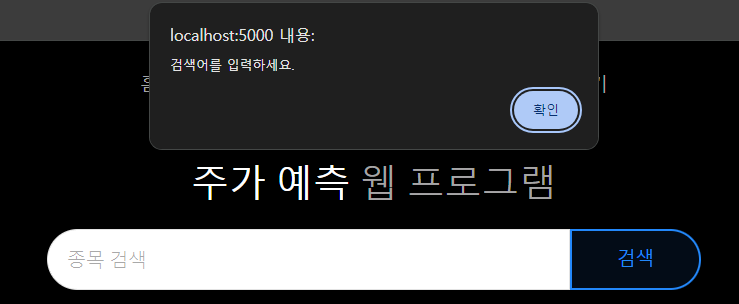 localhost:5000 내용:
검색어를 입력하세요.
확인
주가 예측 웹 프로그램
종목 검색
검색